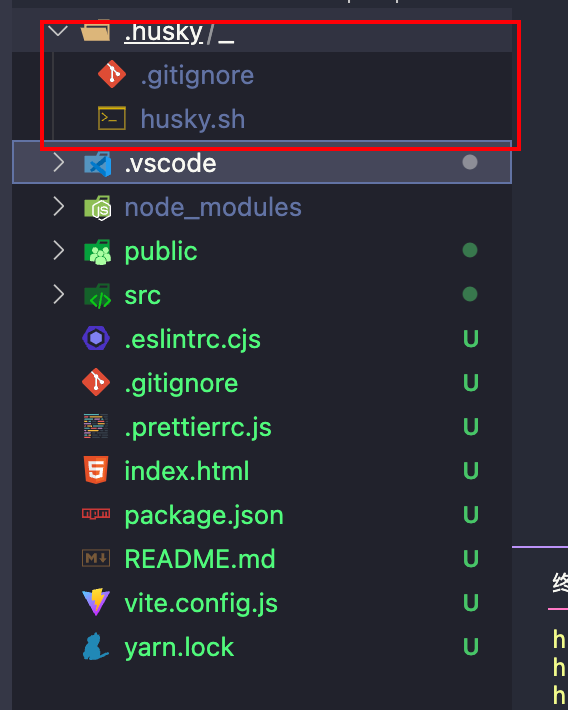 .husky/_
.gitignore
husky.sh
.vscode
node_modules
public
src
.eslintrc.cjs U
.gitignore U
.prettierrc.js U
index.html U
package.json U
README.md U
vite.config.js U
yarn.lock U
终
h
h
h